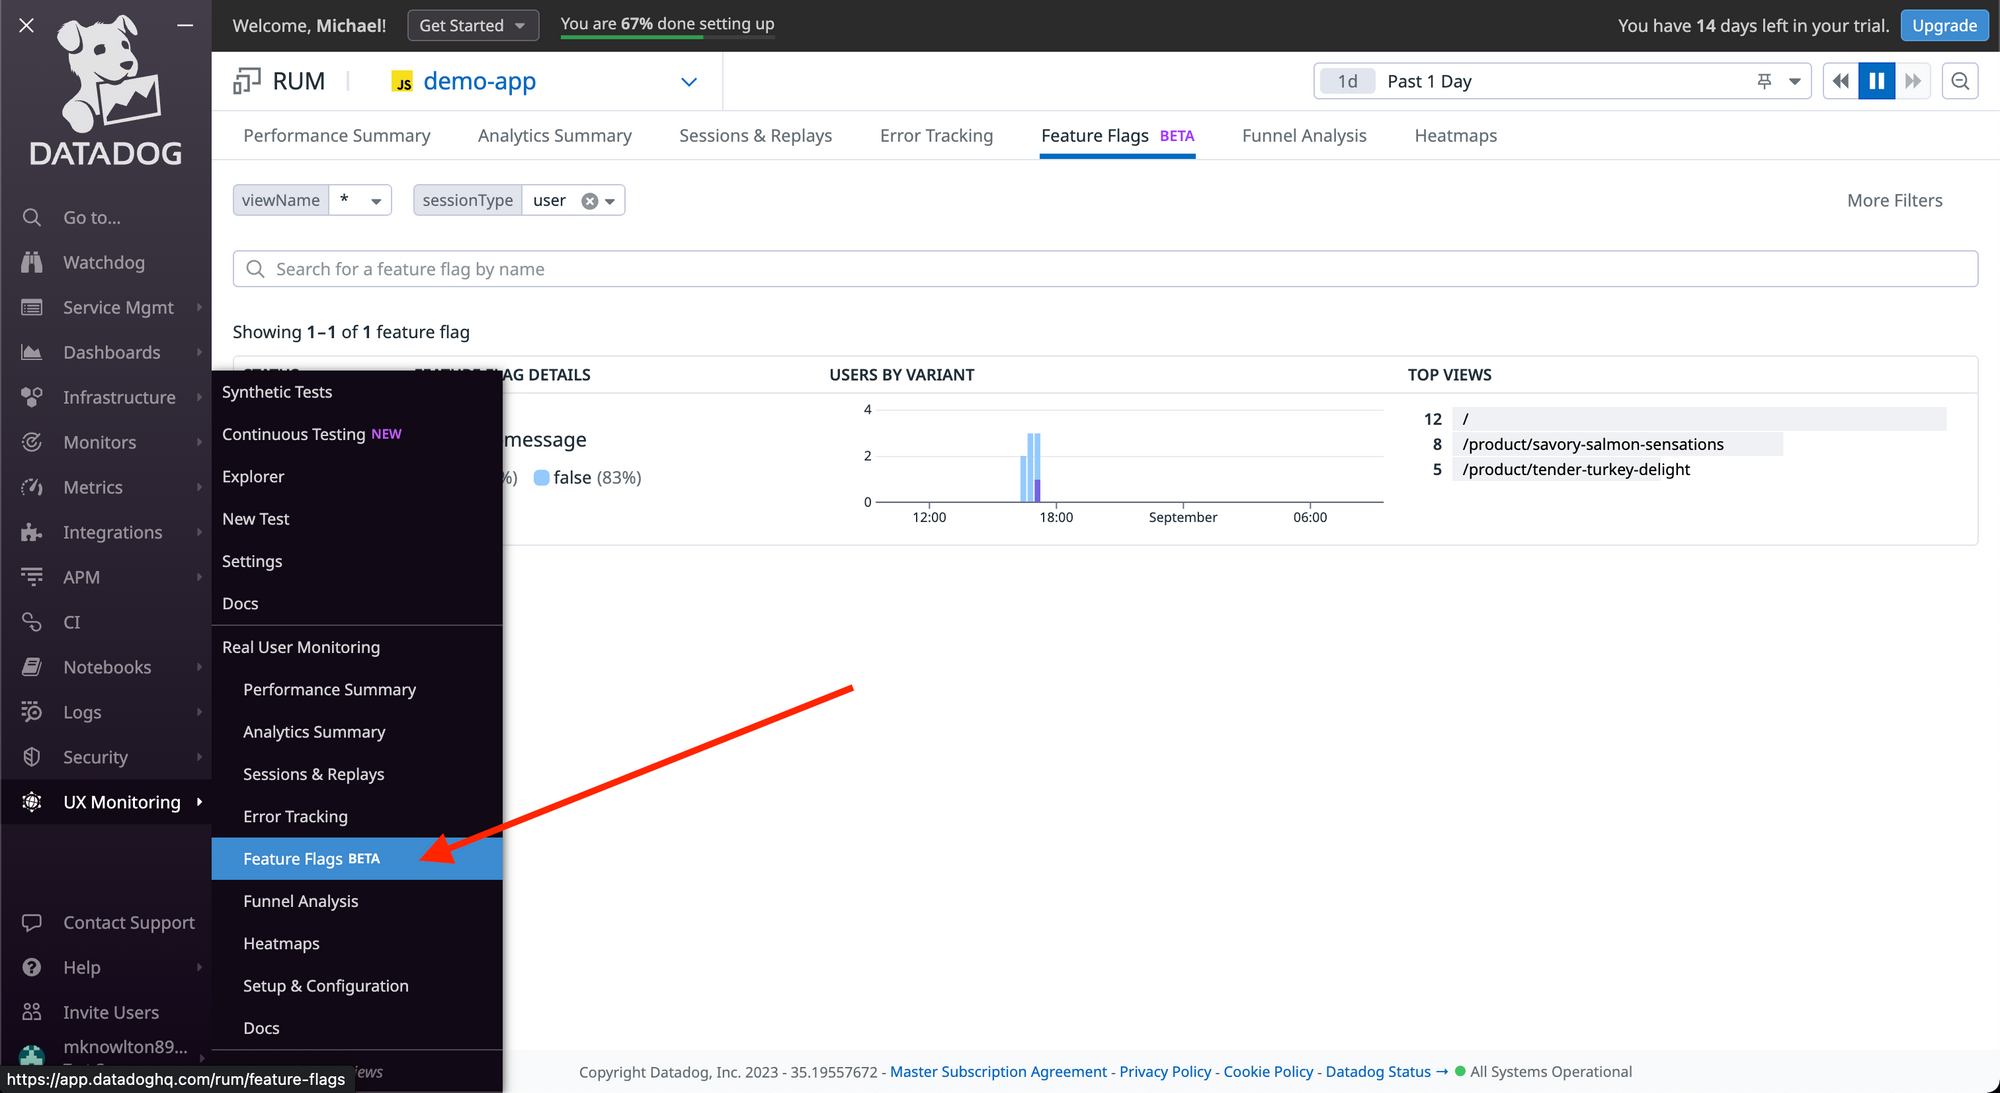 Welcome, Michael!
Get Started
You are 67% done setting up
You have 14 days left in your trial.
Upgrade
DATADOG
RUM
JS
demo-app
1d
Past 1 Day
Performance Summary
Analytics Summary
Sessions & Replays
Error Tracking
Feature Flags BETA
Funnel Analysis
Heatmaps
viewName
*
sessionType
user
More Filters
Search for a feature flag by name
Showing 1–1 of 1 feature flag
AG DETAILS
USERS BY VARIANT
TOP VIEWS
message
%)
false (83%)
4
2
0
12:00
18:00
September
06:00
12 /
8 /product/savory-salmon-sensations
5 /product/tender-turkey-delight
Go to...
Watchdog
Service Mgmt
Dashboards
Infrastructure
Monitors
Metrics
Integrations
APM
CI
Notebooks
Logs
Security
UX Monitoring
Contact Support
Help
Invite Users
mknowlton89...
Synthetic Tests
Continuous Testing NEW
Explorer
New Test
Settings
Docs
Real User Monitoring
Performance Summary
Analytics Summary
Sessions & Replays
Error Tracking
Feature Flags BETA
Funnel Analysis
Heatmaps
Setup & Configuration
Docs
iews
https://app.datadoghq.com/rum/feature-flags
Copyright Datadog, Inc. 2023 - 35.19557672 - Master Subscription Agreement - Privacy Policy - Cookie Policy - Datadog Status → All Systems Operational